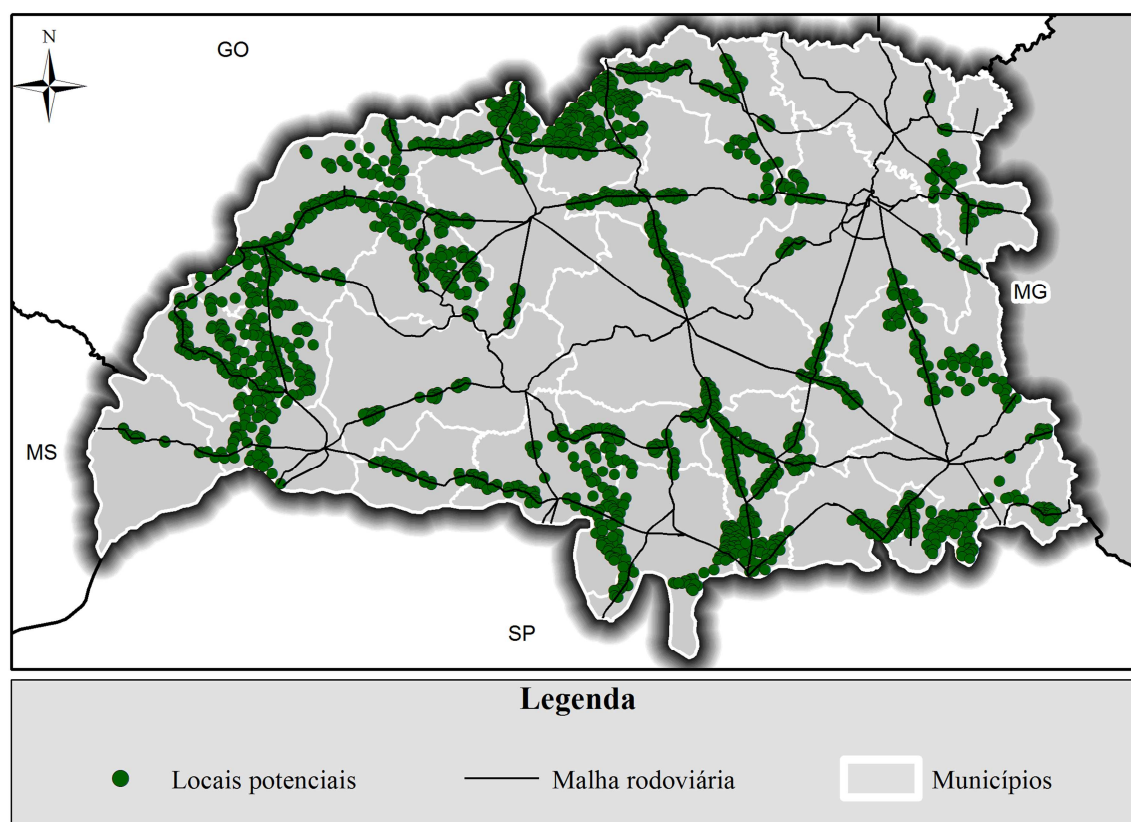 GO
N
MG
MS
SP
Legenda
Locais potenciais
Malha rodoviária
Municípios